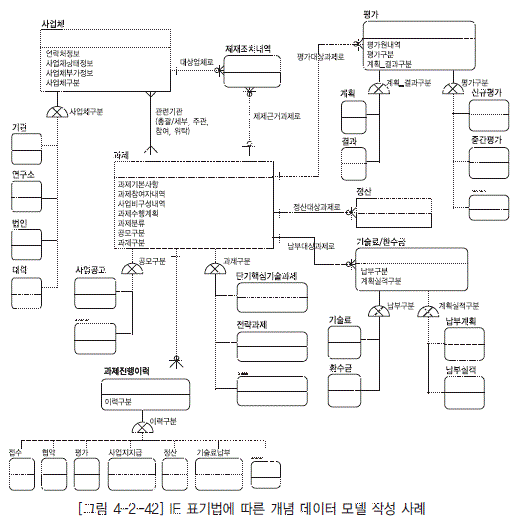 사업체
연락처정보
사업체상태정보
사업체부가정보
사업체구분
사업체구분
기관
연구소
법인
대학
대상업체로
제재조치내역
관련기관
(총괄/세부, 주관,
참여, 위탁)
제재근거과제로
평가
평가원내역
평가구분
계획_결과구분
평가대상과제로
계획_결과구분
평가구분
계획
결과
신규평가
중간평가
......
과제
과제기본사항
과제참여자내역
사업비구성내역
과제수행계획
과제분류
공모구분
과제구분
정산
정산대상과제로
납부대상과제로
기술료/환수금
납부구분
계획실적구분
납부구분
계획실적구분
기술료
환수금
납부계획
납부실적
공모구분
과제구분
사업공고
......
단기핵심기술과제
전략과제
......
과제진행이력
이력구분
이력구분
접수
협약
평가
사업비지급
정산
기술료납부
......
[그림 4-2-42] IE 표기법에 따른 개념 데이터 모델 작성 사례